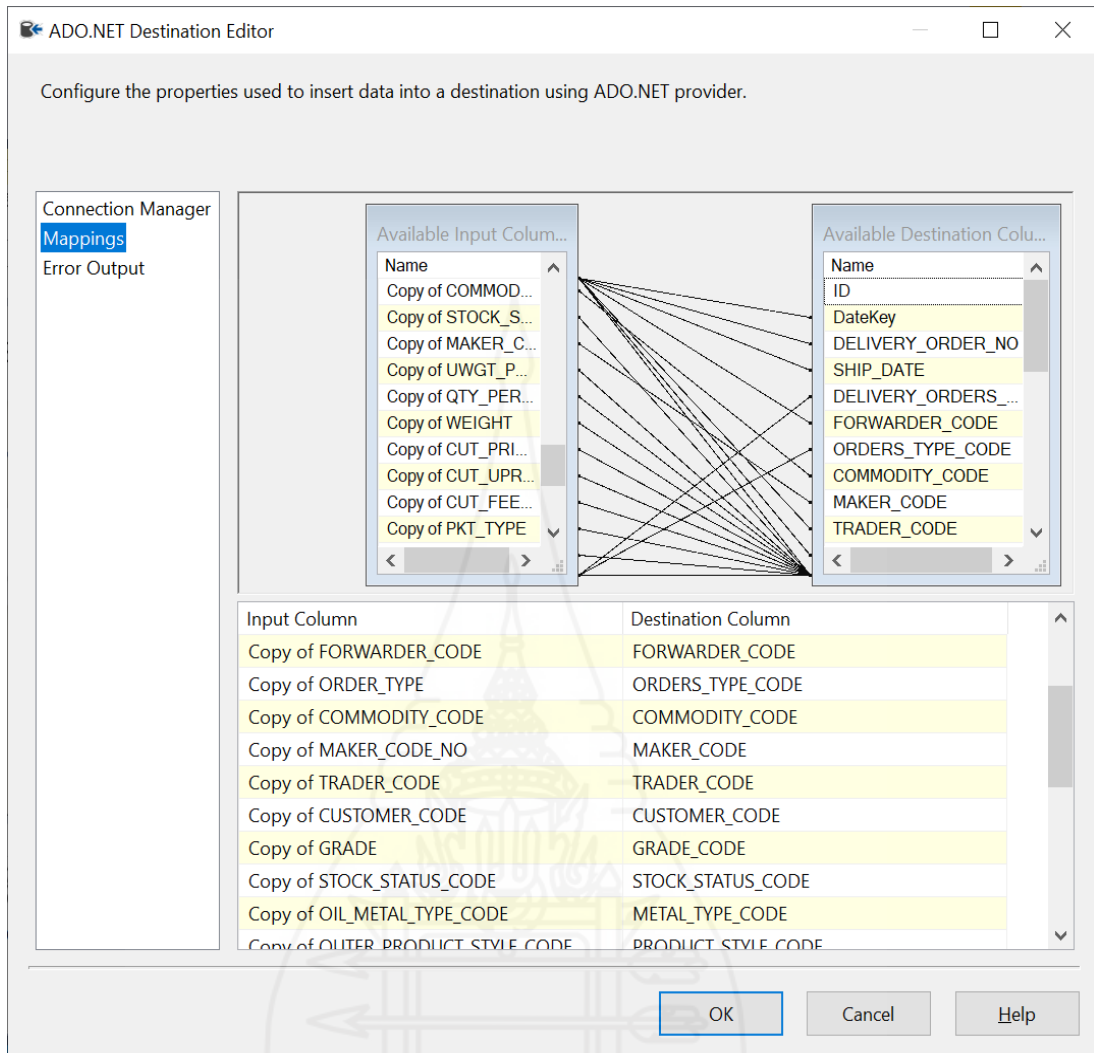 ADO.NET Destination Editor
Configure the properties used to insert data into a destination using ADO.NET provider.
Connection Manager
Mappings
Error Output
Available Input Colum...
Name
Copy of COMMOD...
Copy of STOCK_S...
Copy of MAKER_C...
Copy of UWGT_P...
Copy of QTY_PER...
Copy of WEIGHT
Copy of CUT_PRI...
Copy of CUT_UPR...
Copy of CUT_FEE...
Copy of PKT_TYPE
Available Destination Colu...
Name
ID
DateKey
DELIVERY_ORDER_NO
SHIP_DATE
DELIVERY_ORDERS_...
FORWARDER_CODE
ORDERS_TYPE_CODE
COMMODITY_CODE
MAKER_CODE
TRADER_CODE
Input Column Destination Column
Copy of FORWARDER_CODE FORWARDER_CODE
Copy of ORDER_TYPE ORDERS_TYPE_CODE
Copy of COMMODITY_CODE COMMODITY_CODE
Copy of MAKER_CODE_NO MAKER_CODE
Copy of TRADER_CODE TRADER_CODE
Copy of CUSTOMER_CODE CUSTOMER_CODE
Copy of GRADE GRADE_CODE
Copy of STOCK_STATUS_CODE STOCK_STATUS_CODE
Copy of OIL_METAL_TYPE_CODE METAL_TYPE_CODE
Copy of OUTER_PRODUCT_STYLE_CODE PRODUCT_STYLE_CODE
OK Cancel Help